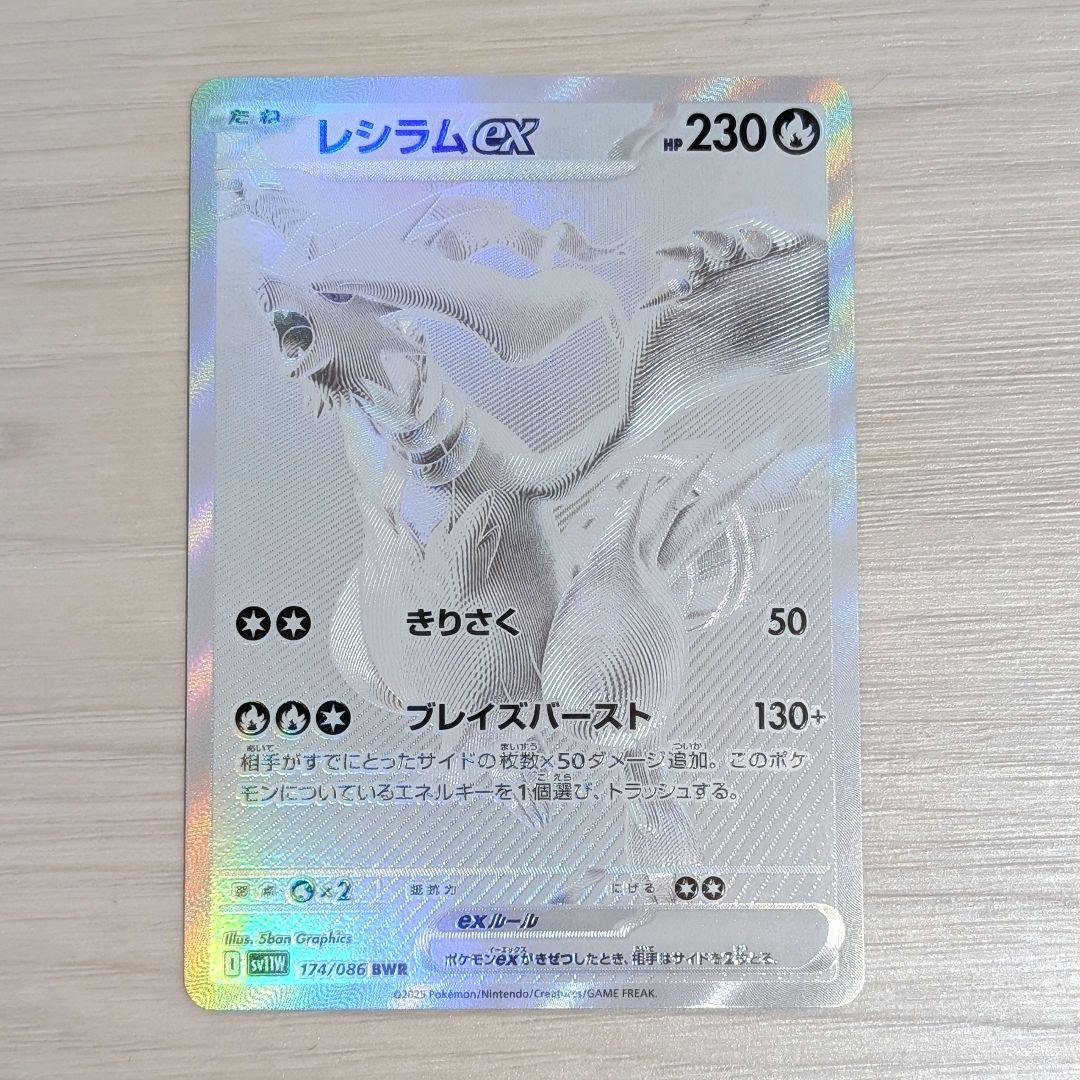 たね レシラムex HP 230
きりさく 50
ブレイズバースト 130+
相手がすでにとったサイドの枚数×50ダメージ追加。このポケ
モンについているエネルギーを1個選び、トラッシュする。
弱点 ×2 抵抗力 にげる
exルール
ポケモンexがきぜつしたとき、相手はサイドを2枚とる。
Illus. 5ban Graphics
I SV11W 174/086 BWR
©2025 Pokémon/Nintendo/Creatures/GAME FREAK.